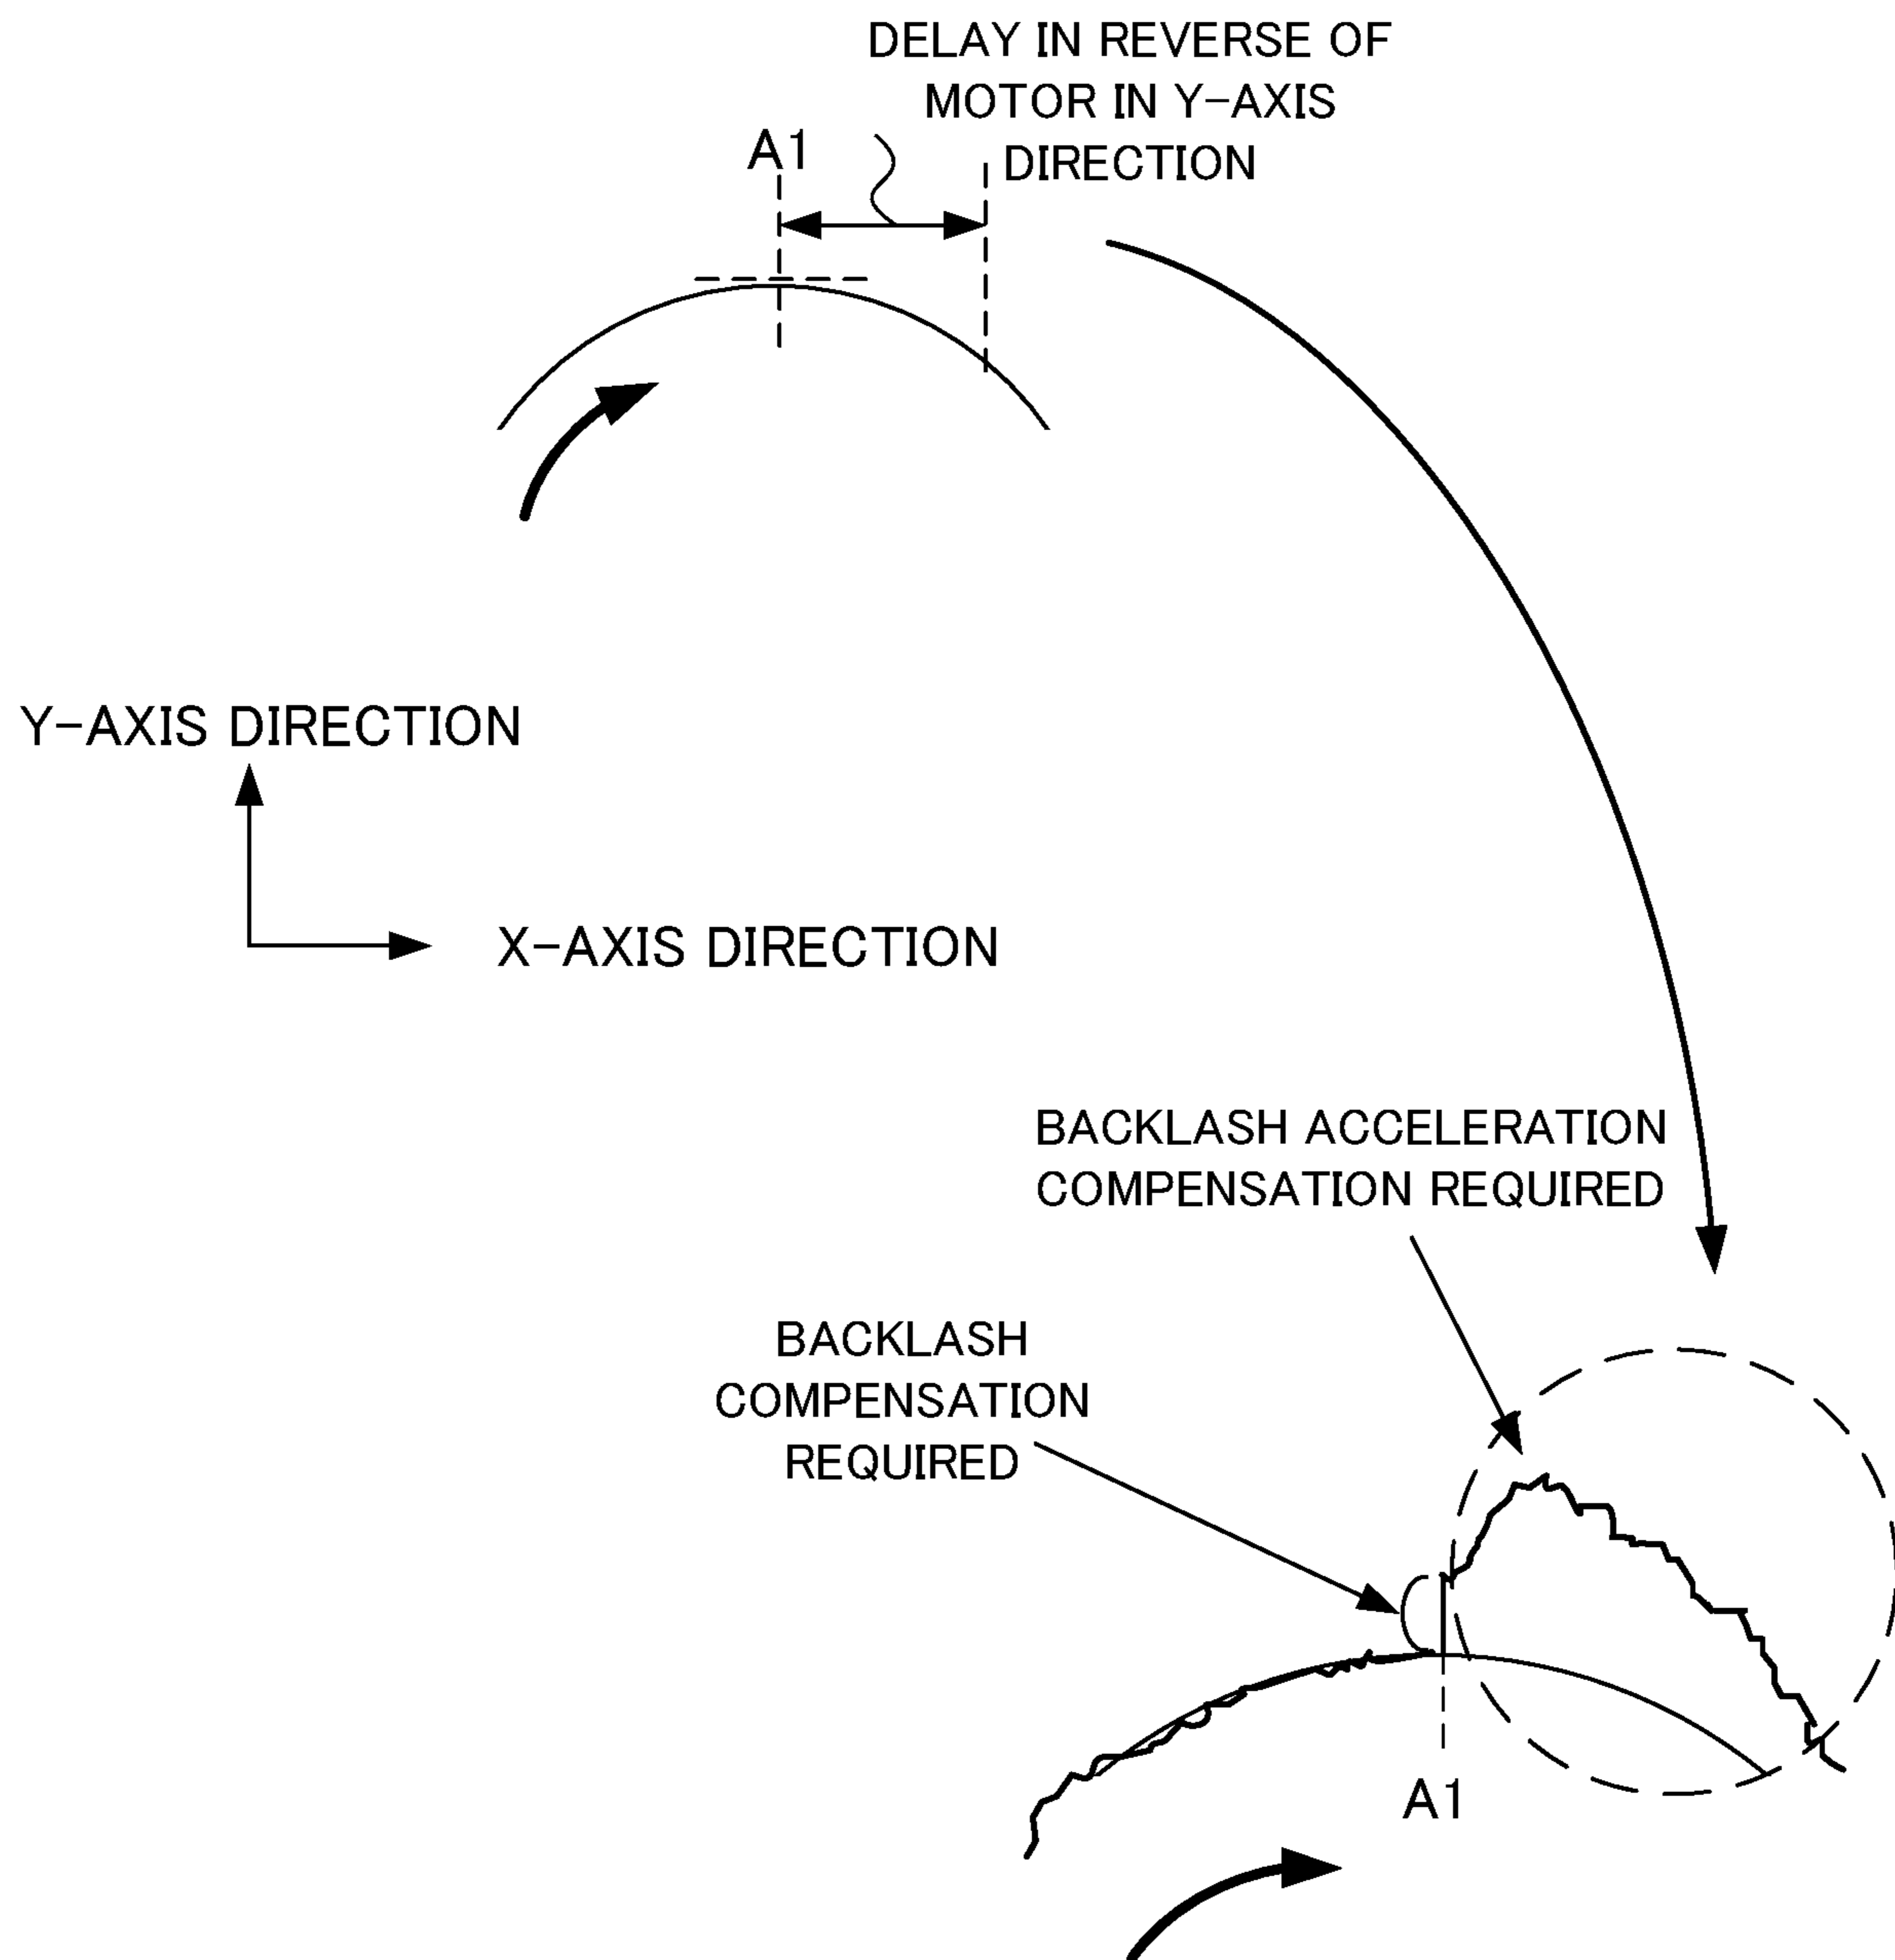 DELAY IN REVERSE OF
MOTOR IN Y-AXIS
DIRECTION
A1
Y-AXIS DIRECTION
X-AXIS DIRECTION
BACKLASH ACCELERATION
COMPENSATION REQUIRED
BACKLASH
COMPENSATION
REQUIRED
A1